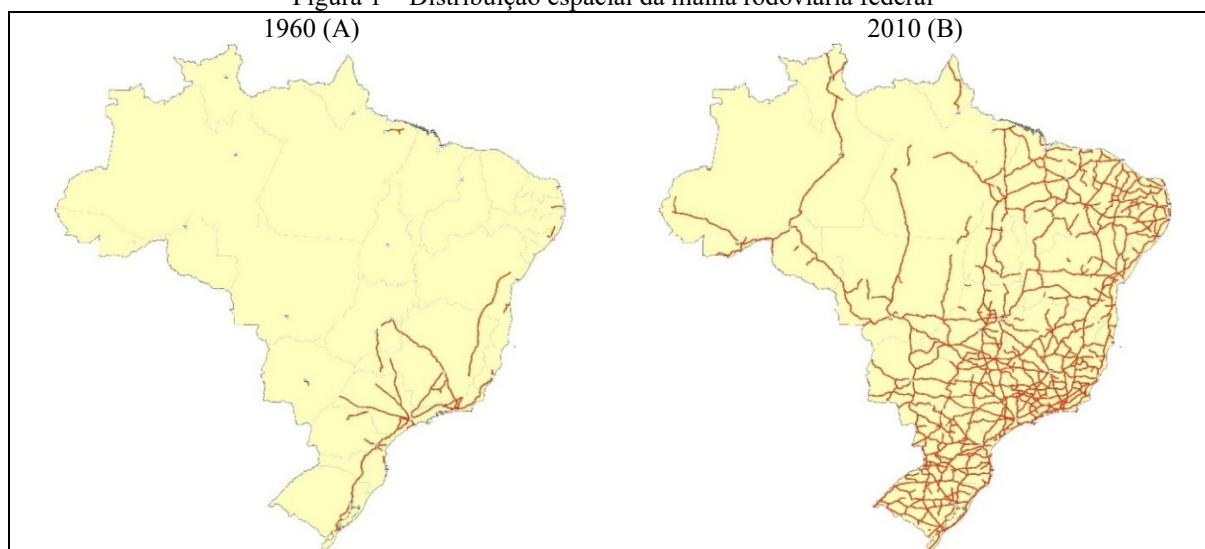 Figura 1 – Distribuição espacial da malha rodoviária federal
1960 (A)
2010 (B)